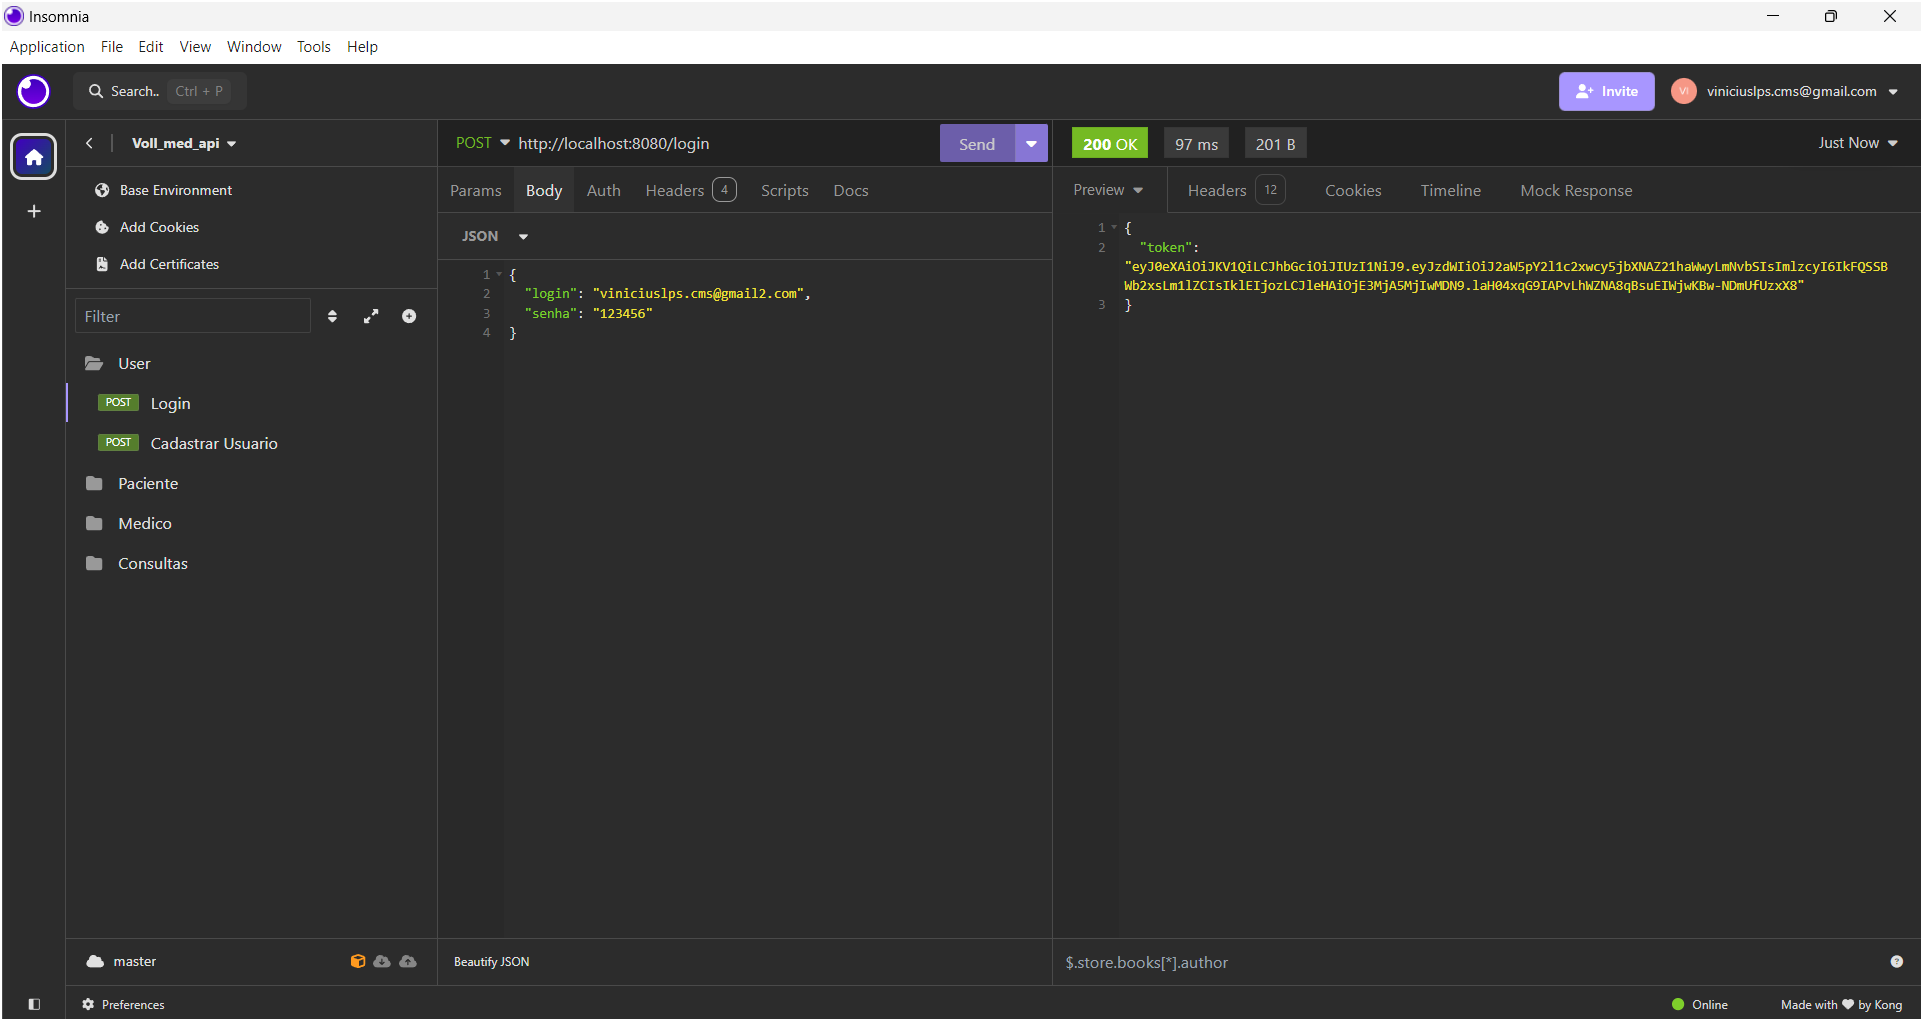 Insomnia
Application File Edit View Window Tools Help
Search.. Ctrl + P
Invite
VI viniciuslps.cms@gmail.com
Voll_med_api
Base Environment
Add Cookies
Add Certificates
Filter
User
POST Login
POST Cadastrar Usuario
Paciente
Medico
Consultas
master
Preferences
POST http://localhost:8080/login Send
Params Body Auth Headers 4 Scripts Docs
JSON
1 {
2 "login": "viniciuslps.cms@gmail2.com",
3 "senha": "123456"
4 }
Beautify JSON
200 OK 97 ms 201 B Just Now
Preview Headers 12 Cookies Timeline Mock Response
1 {
2 "token":
"eyJ0eXAiOiJKV1QiLCJhbGciOiJIUzI1NiJ9.eyJzdWIiOiJ2aW5pY2l1c2xwcy5jbXNAZ21haWwyLmNvbSIsImlzcyI6IkFQSSB
Wb2xsLm1lZCIsIklEIjozLCJleHAiOjE3MjA5MjIwMDN9.laH04xqG9IAPvLhWZNA8qBsuEIWjwKBw-NDmUfUzxX8"
3 }
$.store.books[*].author
Online Made with by Kong